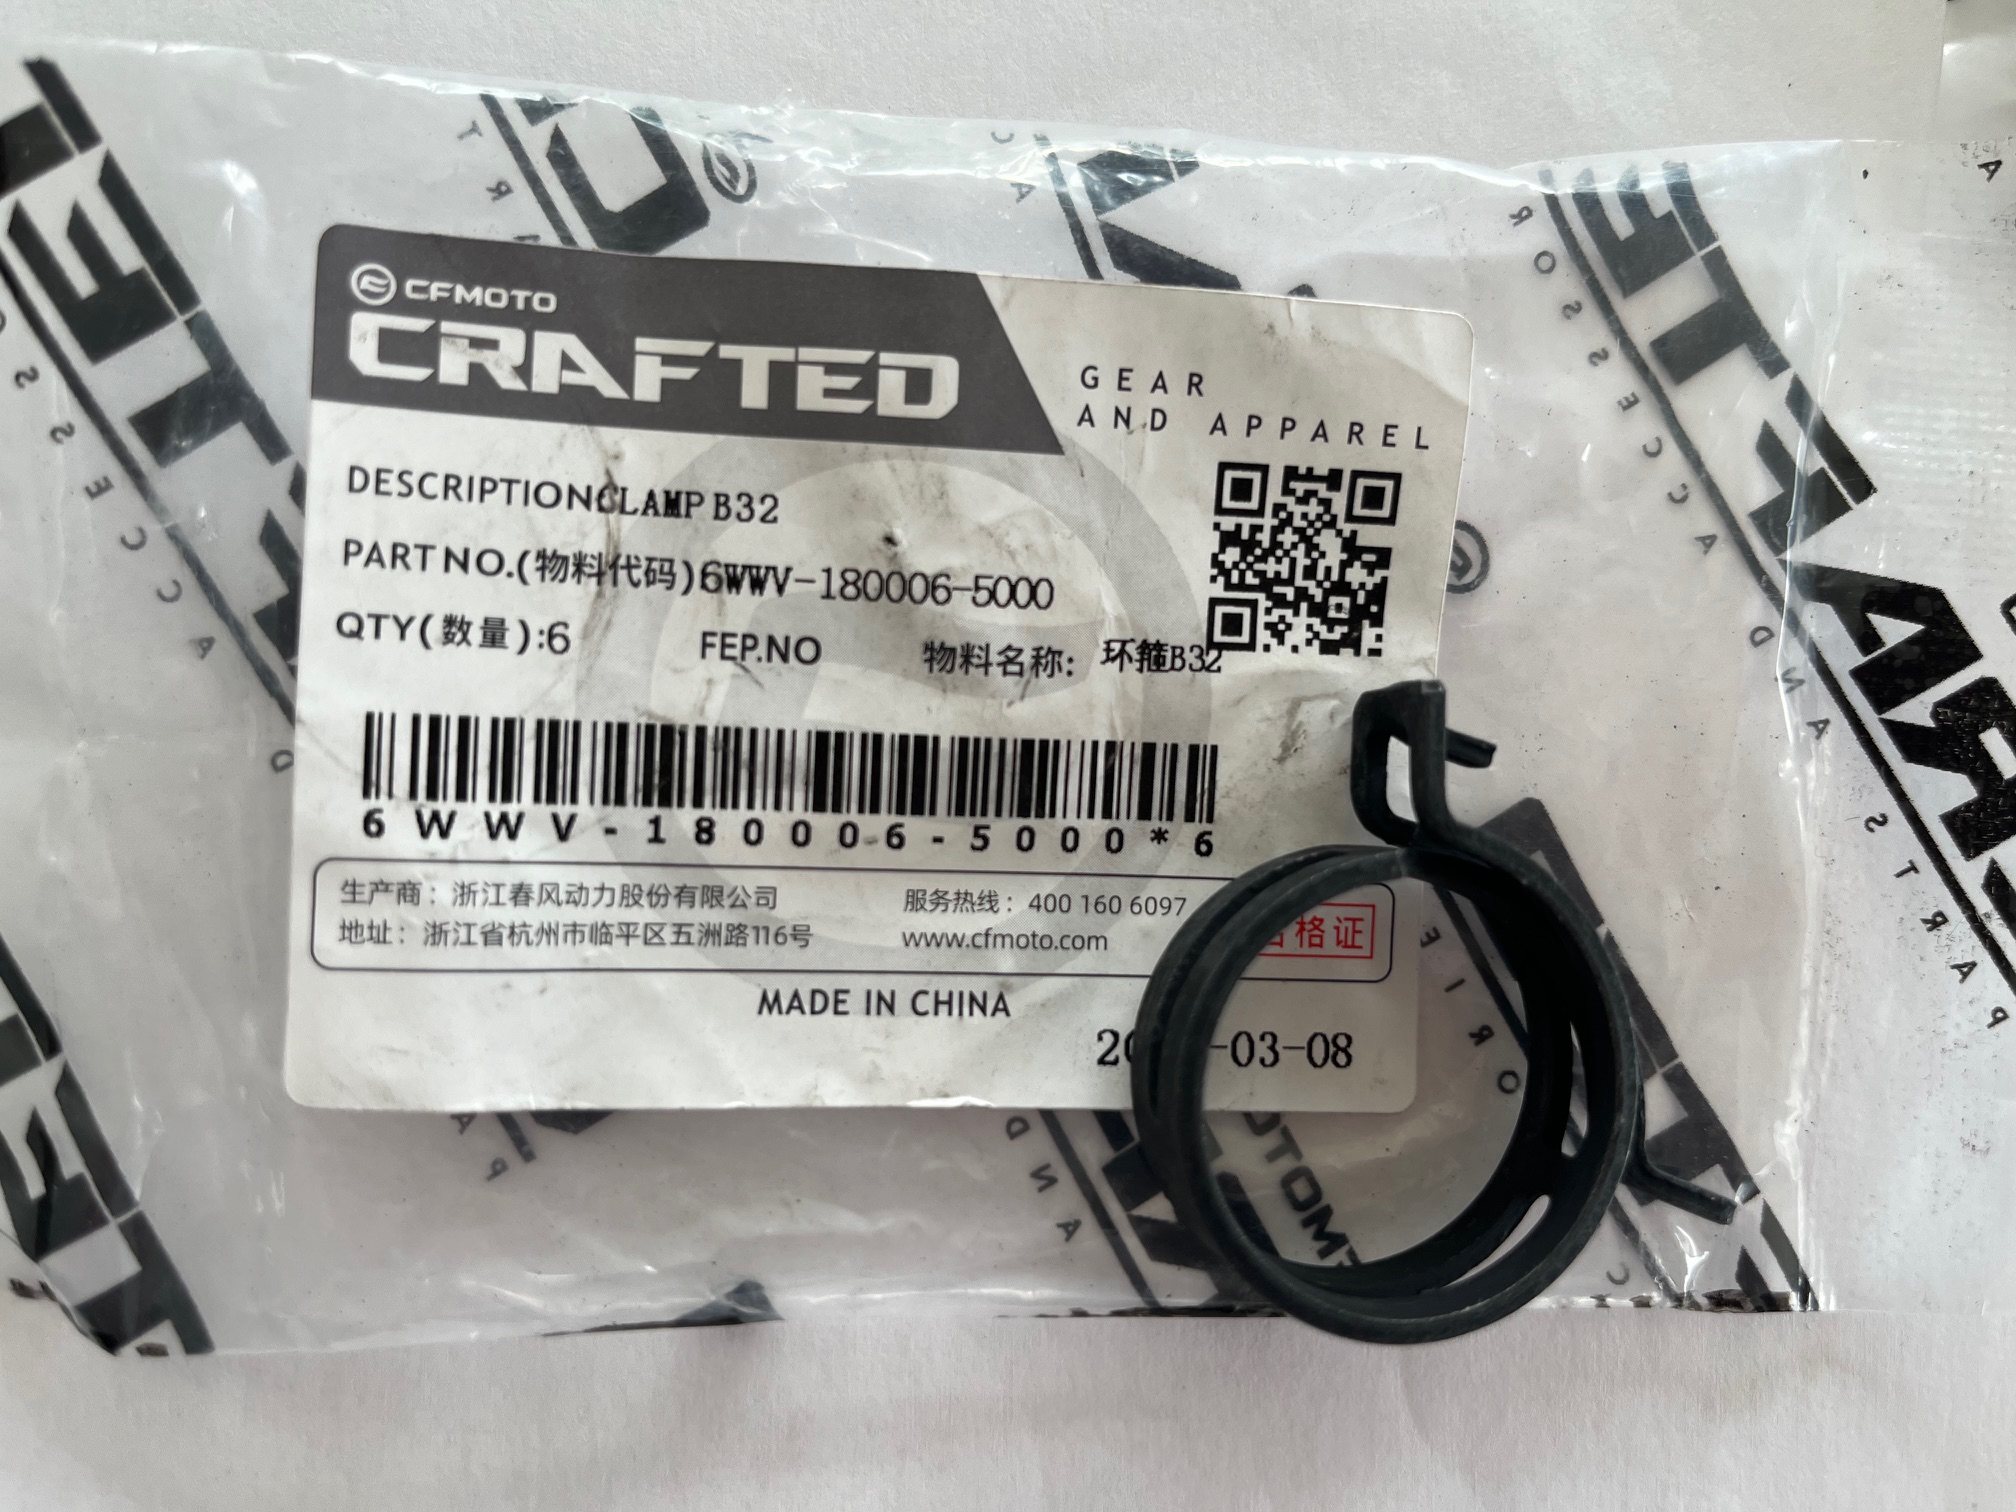 CFMOTO
CRAFTED
GEAR
AND APPAREL
DESCRIPTION CLAMP B32
PART NO.(物料代码) 6WWV-180006-5000
QTY(数量):6 FEP.NO 物料名称: 环箍B32
6WWV-180006-5000*6
生产商：浙江春风动力股份有限公司 服务热线：400 160 6097
地址：浙江省杭州市临平区五洲路116号 www.cfmoto.com
格证
MADE IN CHINA
-03-08